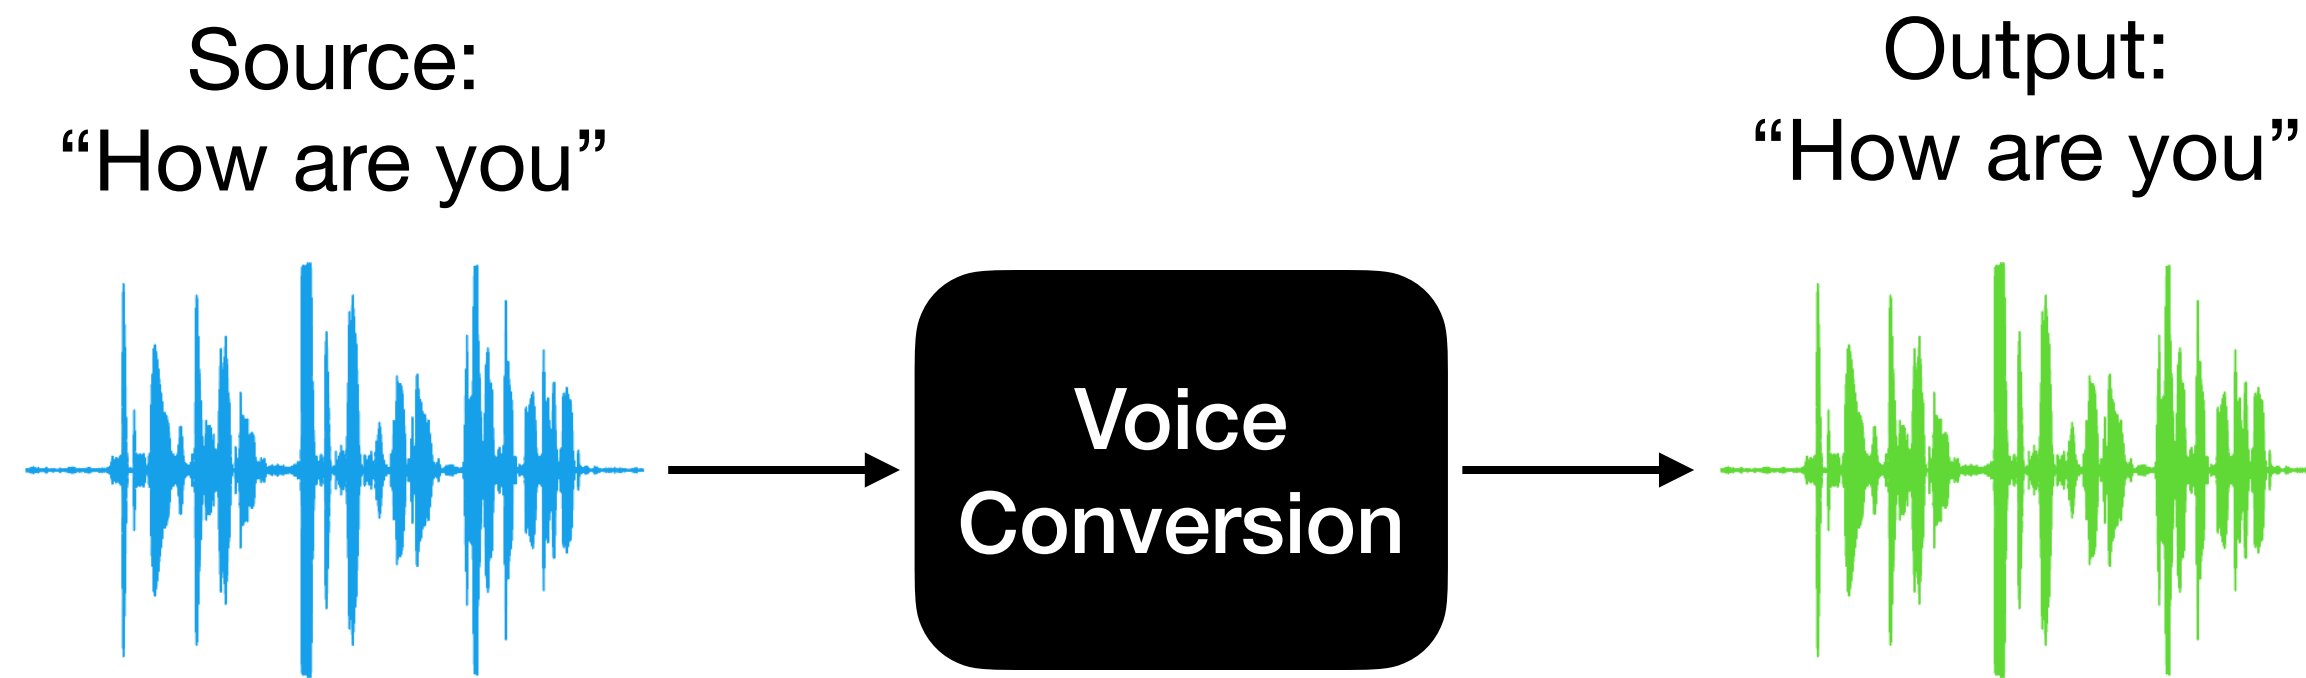 Source:
“How are you”
Voice
Conversion
Output:
“How are you”